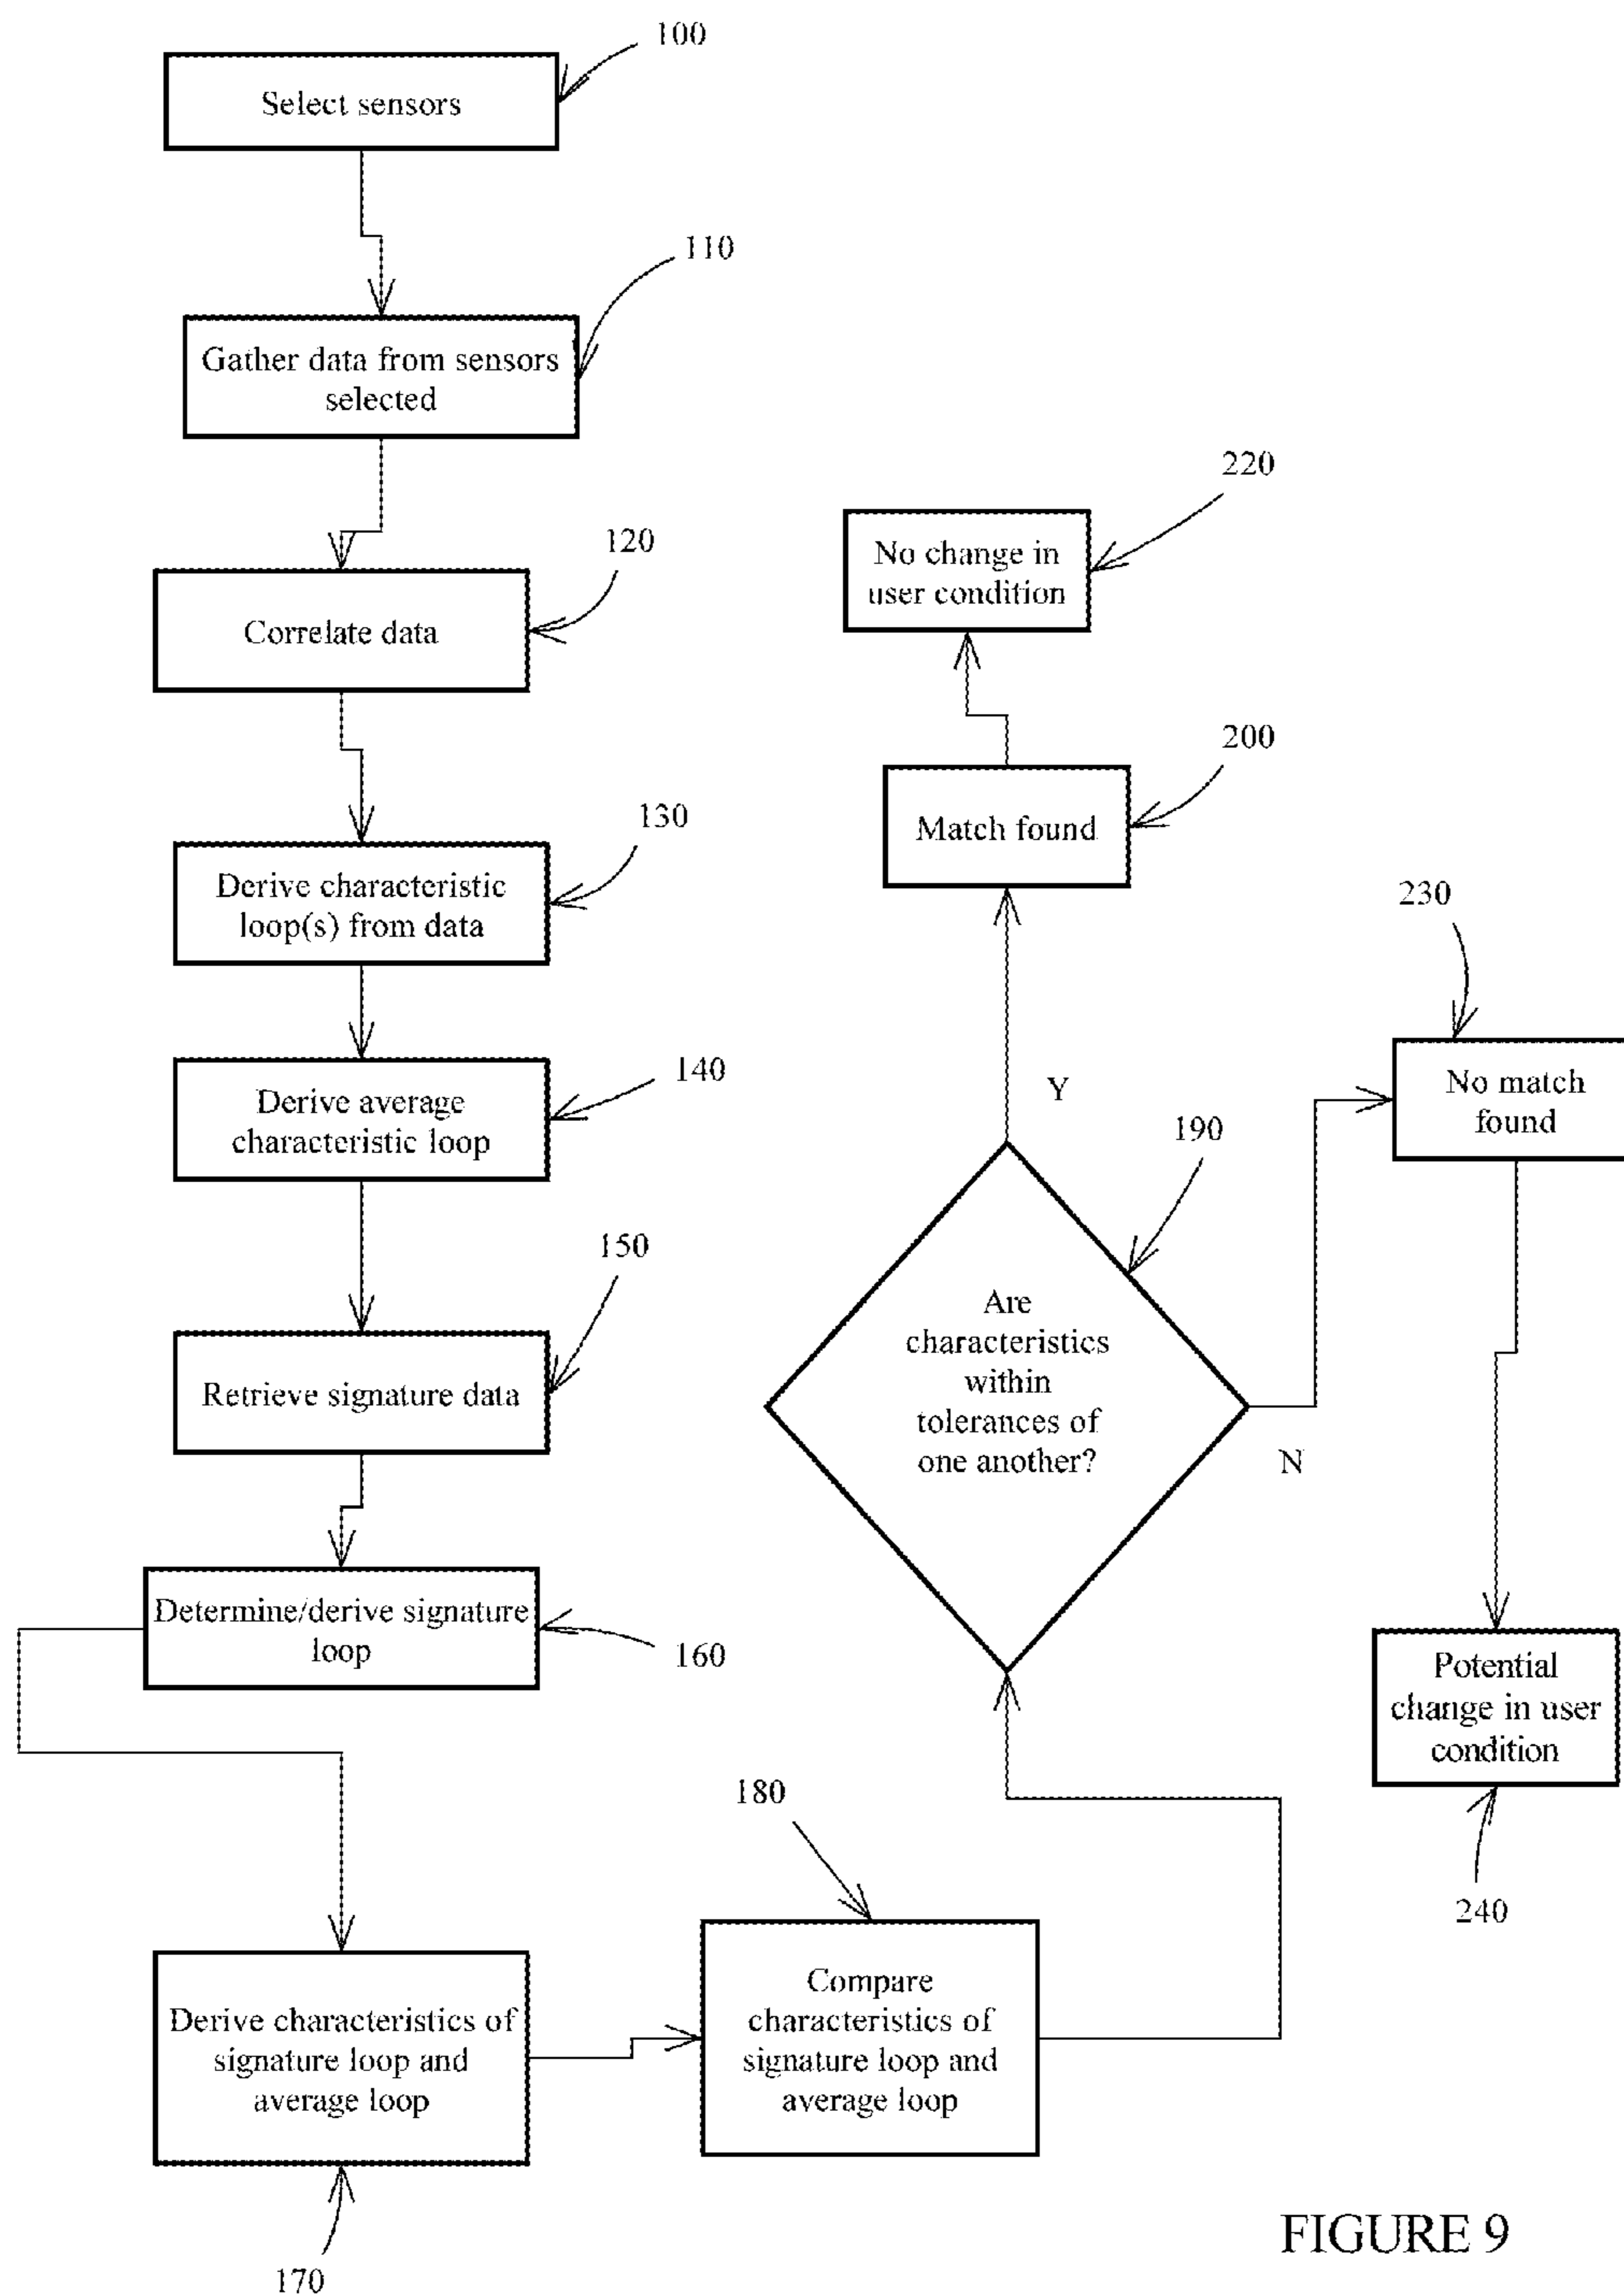 100
Select sensors
110
Gather data from sensors
selected
120
Correlate data
130
Derive characteristic
loop(s) from data
140
Derive average
characteristic loop
150
Retrieve signature data
Determine/derive signature
loop
160
Derive characteristics of
signature loop and
average loop
170
180
Compare
characteristics of
signature loop and
average loop
190
Are
characteristics
within
tolerances of
one another?
Y
N
200
Match found
220
No change in
user condition
230
No match
found
Potential
change in user
condition
240
FIGURE 9